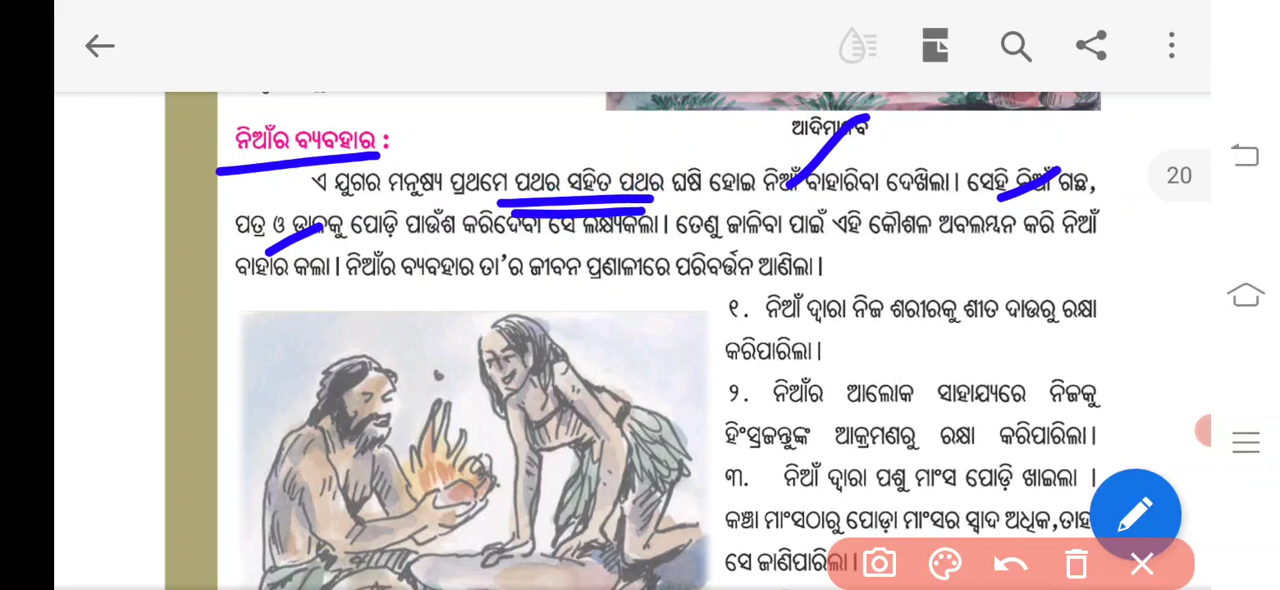 ଆଦିମାନବ
20
ନିଆଁର ବ୍ୟବହାର :
ଏ ଯୁଗର ମନୁଷ୍ୟ ପ୍ରଥମେ ପଥର ସହିତ ପଥର ଘଷି ହୋଇ ନିଆଁ ବାହାରିବା ଦେଖିଲା । ସେହି ନିଆଁ ଗଛ,
ପତ୍ର ଓ ଡାଳକୁ ପୋଡ଼ି ପାଉଁଶ କରିଦେବା ସେ ଲକ୍ଷ୍ୟକଲା । ତେଣୁ ଜାଳିବା ପାଇଁ ଏହି କୌଶଳ ଅବଲମ୍ବନ କରି ନିଆଁ
ବାହାର କଲା । ନିଆଁର ବ୍ୟବହାର ତା’ର ଜୀବନ ପ୍ରଣାଳୀରେ ପରିବର୍ତ୍ତନ ଆଣିଲା ।
୧. ନିଆଁ ଦ୍ୱାରା ନିଜ ଶରୀରକୁ ଶୀତ ଦାଉରୁ ରକ୍ଷା
କରିପାରିଲା ।
୨. ନିଆଁର ଆଲୋକ ସାହାଯ୍ୟରେ ନିଜକୁ
ହିଂସ୍ରଜନ୍ତୁଙ୍କ ଆକ୍ରମଣରୁ ରକ୍ଷା କରିପାରିଲା ।
୩. ନିଆଁ ଦ୍ୱାରା ପଶୁ ମାଂସ ପୋଡ଼ି ଖାଇଲା ।
କଞ୍ଚା ମାଂସଠାରୁ ପୋଡ଼ା ମାଂସର ସ୍ୱାଦ ଅଧିକ,ତାହା
ସେ ଜାଣିପାରିଲା ।